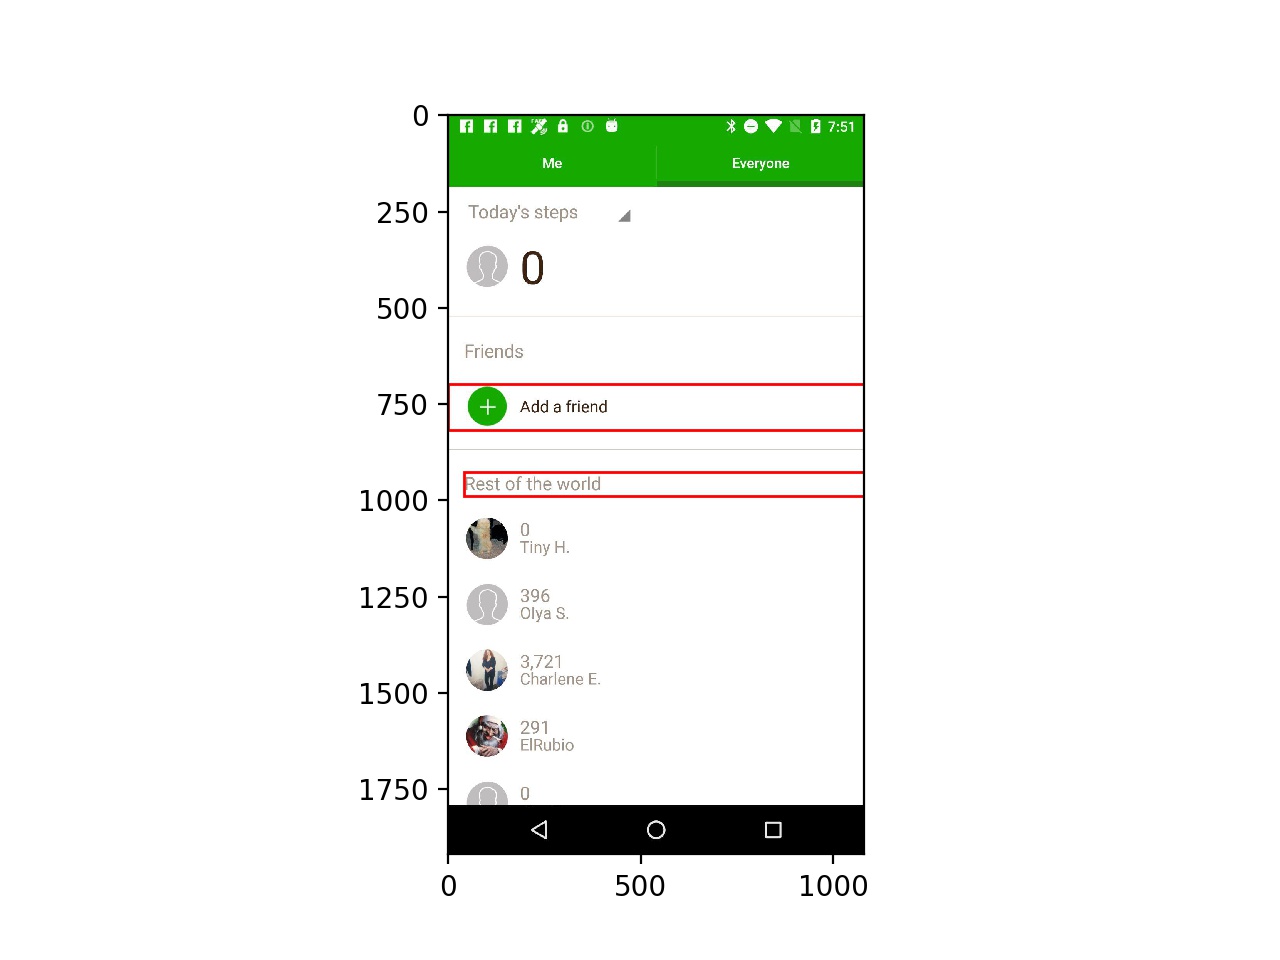 0
250
500
750
1000
1250
1500
1750
0 500 1000
7:51
Me Everyone
Today's steps
0
Friends
Add a friend
Rest of the world
0
Tiny H.
396
Olya S.
3,721
Charlene E.
291
ElRubio
0